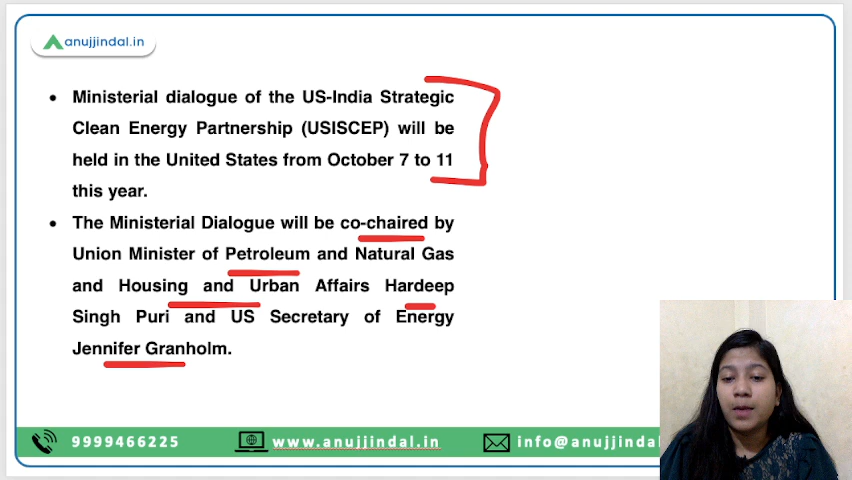 anujjindal.in
• Ministerial dialogue of the US-India Strategic
Clean Energy Partnership (USISCEP) will be
held in the United States from October 7 to 11
this year.
• The Ministerial Dialogue will be co-chaired by
Union Minister of Petroleum and Natural Gas
and Housing and Urban Affairs Hardeep
Singh Puri and US Secretary of Energy
Jennifer Granholm.
9999466225 www.anujjindal.in info@anujjindal